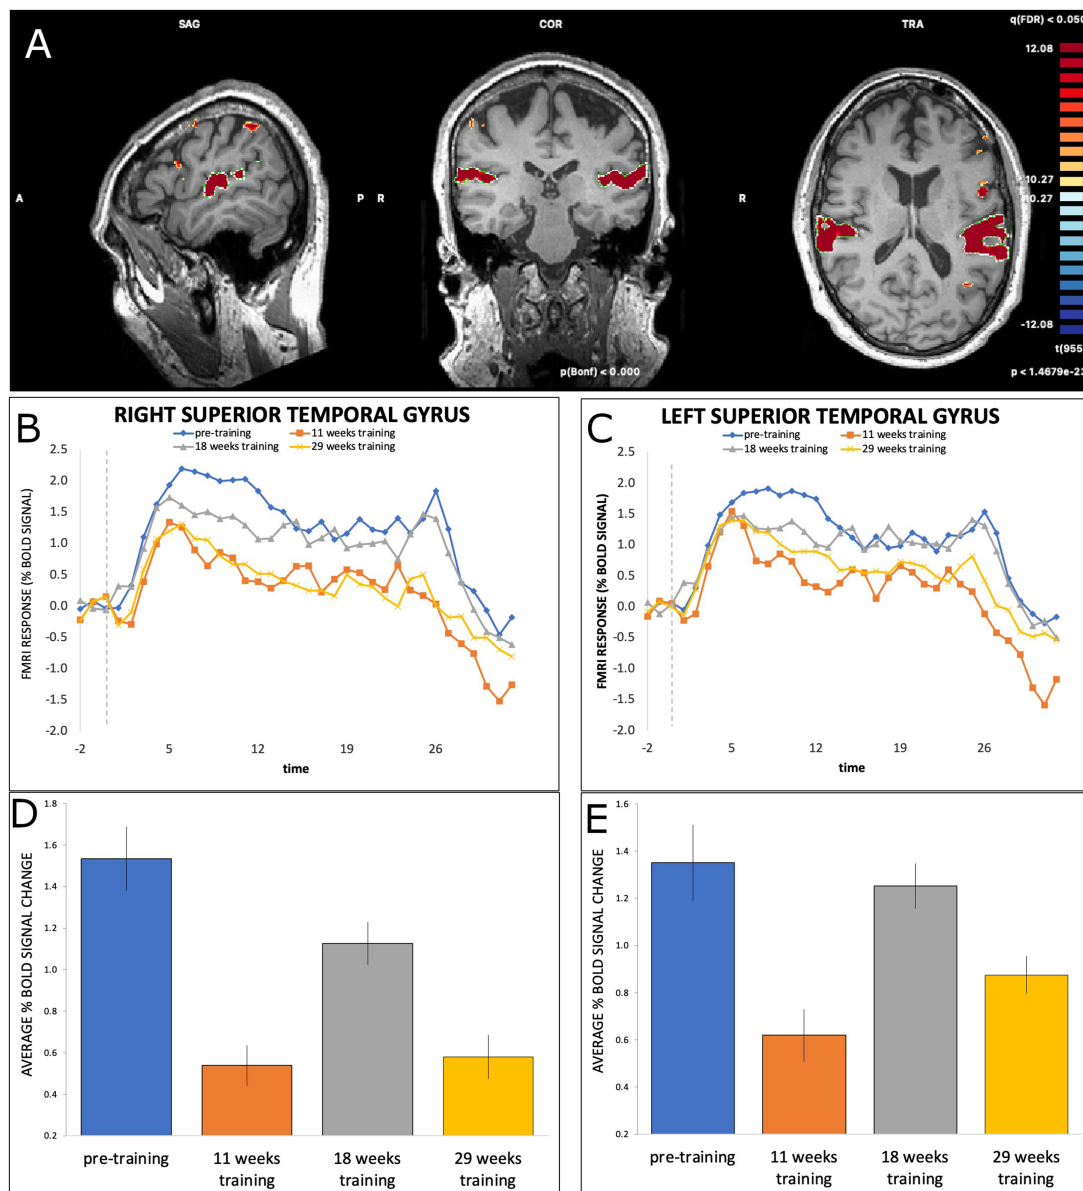 A
SAG
COR
TRA
q(FDR) < 0.050
12.08
10.27
-10.27
-12.08
t(955
p < 1.4679e-23
A
P
R
R
p(Bonf) < 0.000
B
RIGHT SUPERIOR TEMPORAL GYRUS
pre-training
11 weeks training
18 weeks training
29 weeks training
FMRI RESPONSE (% BOLD SIGNAL)
2.5
2.0
1.5
1.0
0.5
0.0
-0.5
-1.0
-1.5
-2.0
-2
5
12
19
26
time
C
LEFT SUPERIOR TEMPORAL GYRUS
pre-training
11 weeks training
18 weeks training
29 weeks training
FMRI RESPONSE (% BOLD SIGNAL)
2.5
2.0
1.5
1.0
0.5
0.0
-0.5
-1.0
-1.5
-2.0
-2
5
12
19
26
time
D
AVERAGE % BOLD SIGNAL CHANGE
1.8
1.6
1.4
1.2
1.0
0.8
0.6
0.4
0.2
pre-training
11 weeks
training
18 weeks
training
29 weeks
training
E
AVERAGE % BOLD SIGNAL CHANGE
1.6
1.4
1.2
1.0
0.8
0.6
0.4
0.2
pre-training
11 weeks
training
18 weeks
training
29 weeks
training